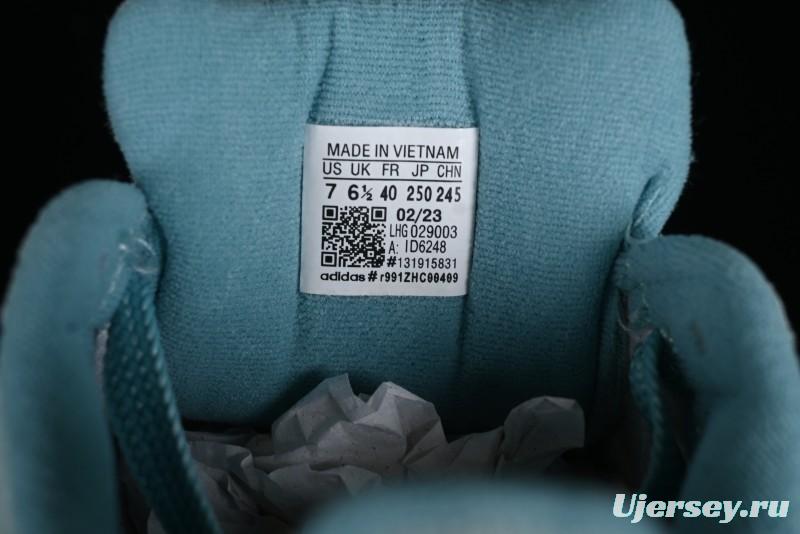 MADE IN VIETNAM
US UK FR JP CHN
7 6½ 40 250 245
02/23
LHG 029003
A: ID6248
#131915831
adidas #r991ZHC00409
Ujersey.ru